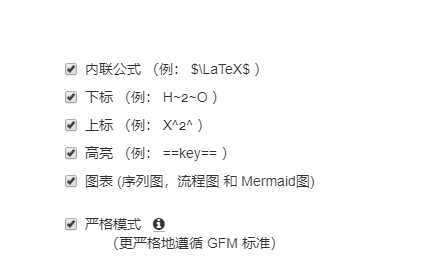 内联公式 （例： $\LaTeX$ ）
下标 （例： H~2~O ）
上标 （例： X^2^ ）
高亮 （例： ==key== ）
图表 (序列图，流程图 和 Mermaid图)
严格模式
（更严格地遵循 GFM 标准）